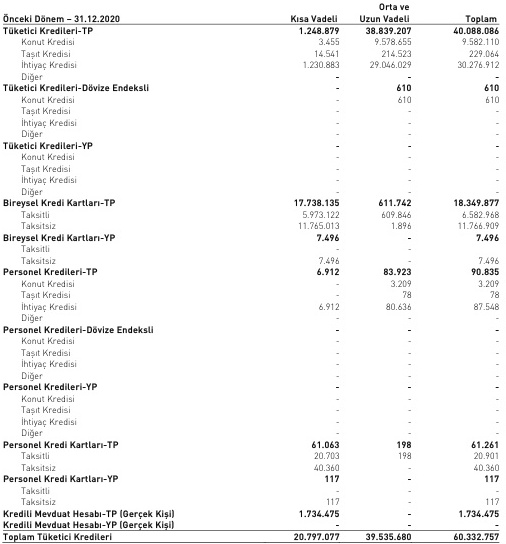 Orta ve
Önceki Dönem – 31.12.2020 Kısa Vadeli Uzun Vadeli Toplam
Tüketici Kredileri-TP 1.248.879 38.839.207 40.088.086
Konut Kredisi 3.455 9.578.655 9.582.110
Taşıt Kredisi 14.541 214.523 229.064
İhtiyaç Kredisi 1.230.883 29.046.029 30.276.912
Diğer - - -
Tüketici Kredileri-Dövize Endeksli - 610 610
Konut Kredisi - 610 610
Taşıt Kredisi - - -
İhtiyaç Kredisi - - -
Diğer - - -
Tüketici Kredileri-YP - - -
Konut Kredisi - - -
Taşıt Kredisi - - -
İhtiyaç Kredisi - - -
Diğer - - -
Bireysel Kredi Kartları-TP 17.738.135 611.742 18.349.877
Taksitli 5.973.122 609.846 6.582.968
Taksitsiz 11.765.013 1.896 11.766.909
Bireysel Kredi Kartları-YP 7.496 - 7.496
Taksitli - - -
Taksitsiz 7.496 - 7.496
Personel Kredileri-TP 6.912 83.923 90.835
Konut Kredisi - 3.209 3.209
Taşıt Kredisi - 78 78
İhtiyaç Kredisi 6.912 80.636 87.548
Diğer - - -
Personel Kredileri-Dövize Endeksli - - -
Konut Kredisi - - -
Taşıt Kredisi - - -
İhtiyaç Kredisi - - -
Diğer - - -
Personel Kredileri-YP - - -
Konut Kredisi - - -
Taşıt Kredisi - - -
İhtiyaç Kredisi - - -
Diğer - - -
Personel Kredi Kartları-TP 61.063 198 61.261
Taksitli 20.703 198 20.901
Taksitsiz 40.360 - 40.360
Personel Kredi Kartları-YP 117 - 117
Taksitli - - -
Taksitsiz 117 - 117
Kredili Mevduat Hesabı-TP (Gerçek Kişi) 1.734.475 - 1.734.475
Kredili Mevduat Hesabı-YP (Gerçek Kişi) - - -
Toplam Tüketici Kredileri 20.797.077 39.535.680 60.332.757